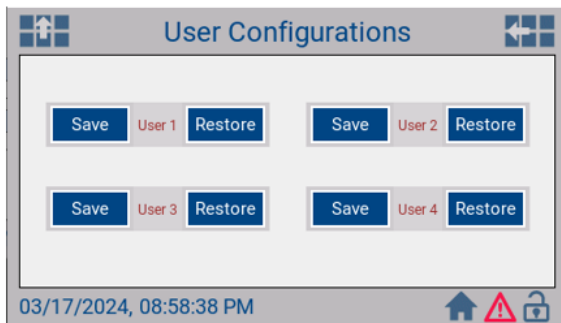 User Configurations
Save User 1 Restore
Save User 2 Restore
Save User 3 Restore
Save User 4 Restore
03/17/2024, 08:58:38 PM